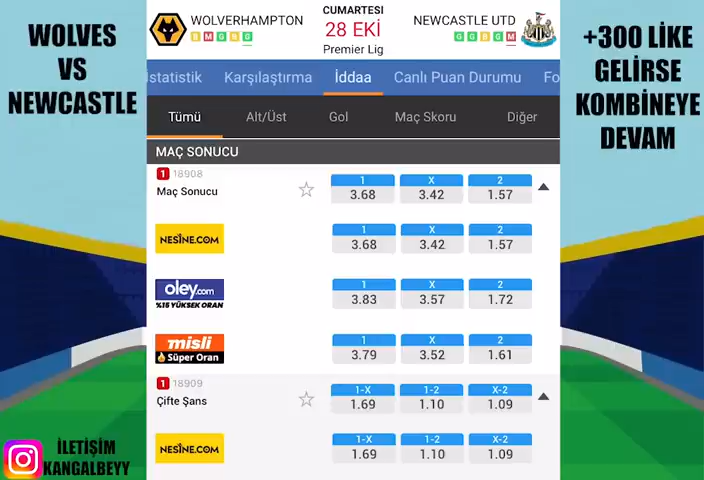 WOLVES
VS
NEWCASTLE
WOLVERHAMPTON
B M G B G
CUMARTESI
28 EKİ
Premier Lig
NEWCASTLE UTD
G G B G M
+300 LİKE
GELİRSE
KOMBİNEYE
DEVAM
İstatistik Karşılaştırma İddaa Canlı Puan Durumu Fo
Tümü Alt/Üst Gol Maç Skoru Diğer
MAÇ SONUCU
1 18908
Maç Sonucu
1 X 2
3.68 3.42 1.57
NESİNE.COM
1 X 2
3.68 3.42 1.57
oley.com
%15 YÜKSEK ORAN
1 X 2
3.83 3.57 1.72
misli
Süper Oran
1 X 2
3.79 3.52 1.61
1 18909
Çifte Şans
1-X 1-2 X-2
1.69 1.10 1.09
NESİNE.COM
1-X 1-2 X-2
1.69 1.10 1.09
İLETİŞİM
KANGALBEYY